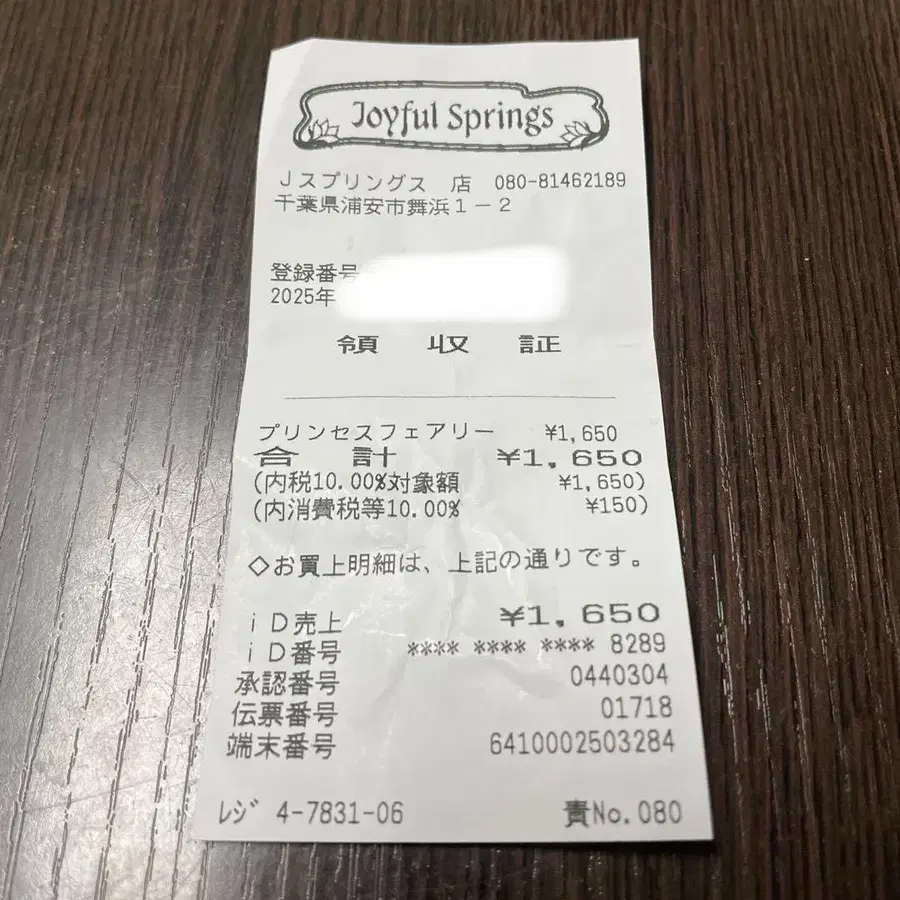 Joyful Springs
Jスプリングス 店 080-81462189
千葉県浦安市舞浜1-2
登録番号
2025年
領 収 証
プリンセスフェアリー ¥1,650
合 計 ¥1,650
(内税10.00%対象額 ¥1,650)
(内消費税等10.00% ¥150)
◇お買上明細は、上記の通りです。
iD売上 ¥1,650
iD番号 **** **** **** 8289
承認番号 0440304
伝票番号 01718
端末番号 6410002503284
レジ 4-7831-06 責No.080